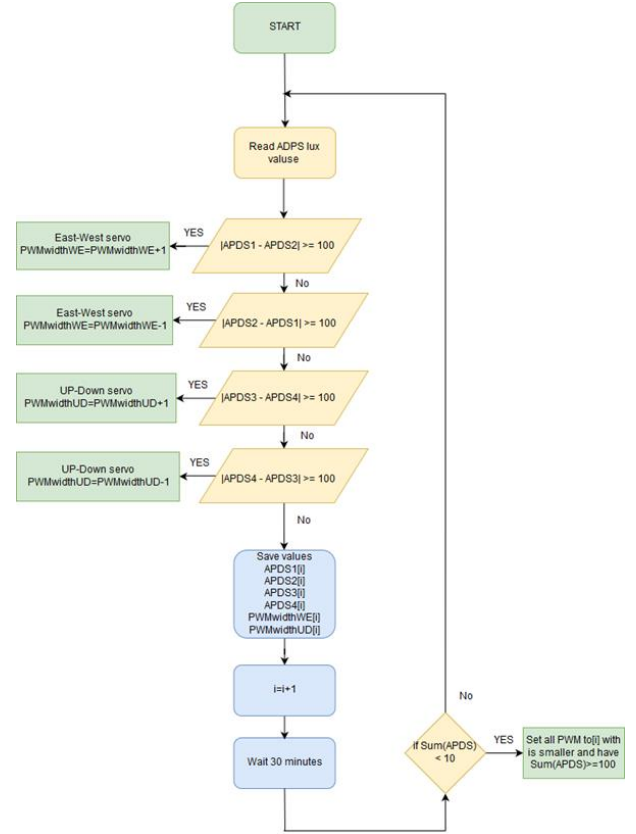 START
Read ADPS lux
valuse
|APDS1 - APDS2| >= 100
YES
East-West servo
PWMwidthWE=PWMwidthWE+1
No
|APDS2 - APDS1| >= 100
YES
East-West servo
PWMwidthWE=PWMwidthWE-1
No
|APDS3 - APDS4| >= 100
YES
UP-Down servo
PWMwidthUD=PWMwidthUD+1
No
|APDS4 - APDS3| >= 100
YES
UP-Down servo
PWMwidthUD=PWMwidthUD-1
No
Save values
APDS1[i]
APDS2[i]
APDS3[i]
APDS4[i]
PWMwidthWE[i]
PWMwidthUD[i]
i=i+1
Wait 30 minutes
if Sum(APDS)
< 10
No
YES
Set all PWM to[i] with
is smaller and have
Sum(APDS)>=100